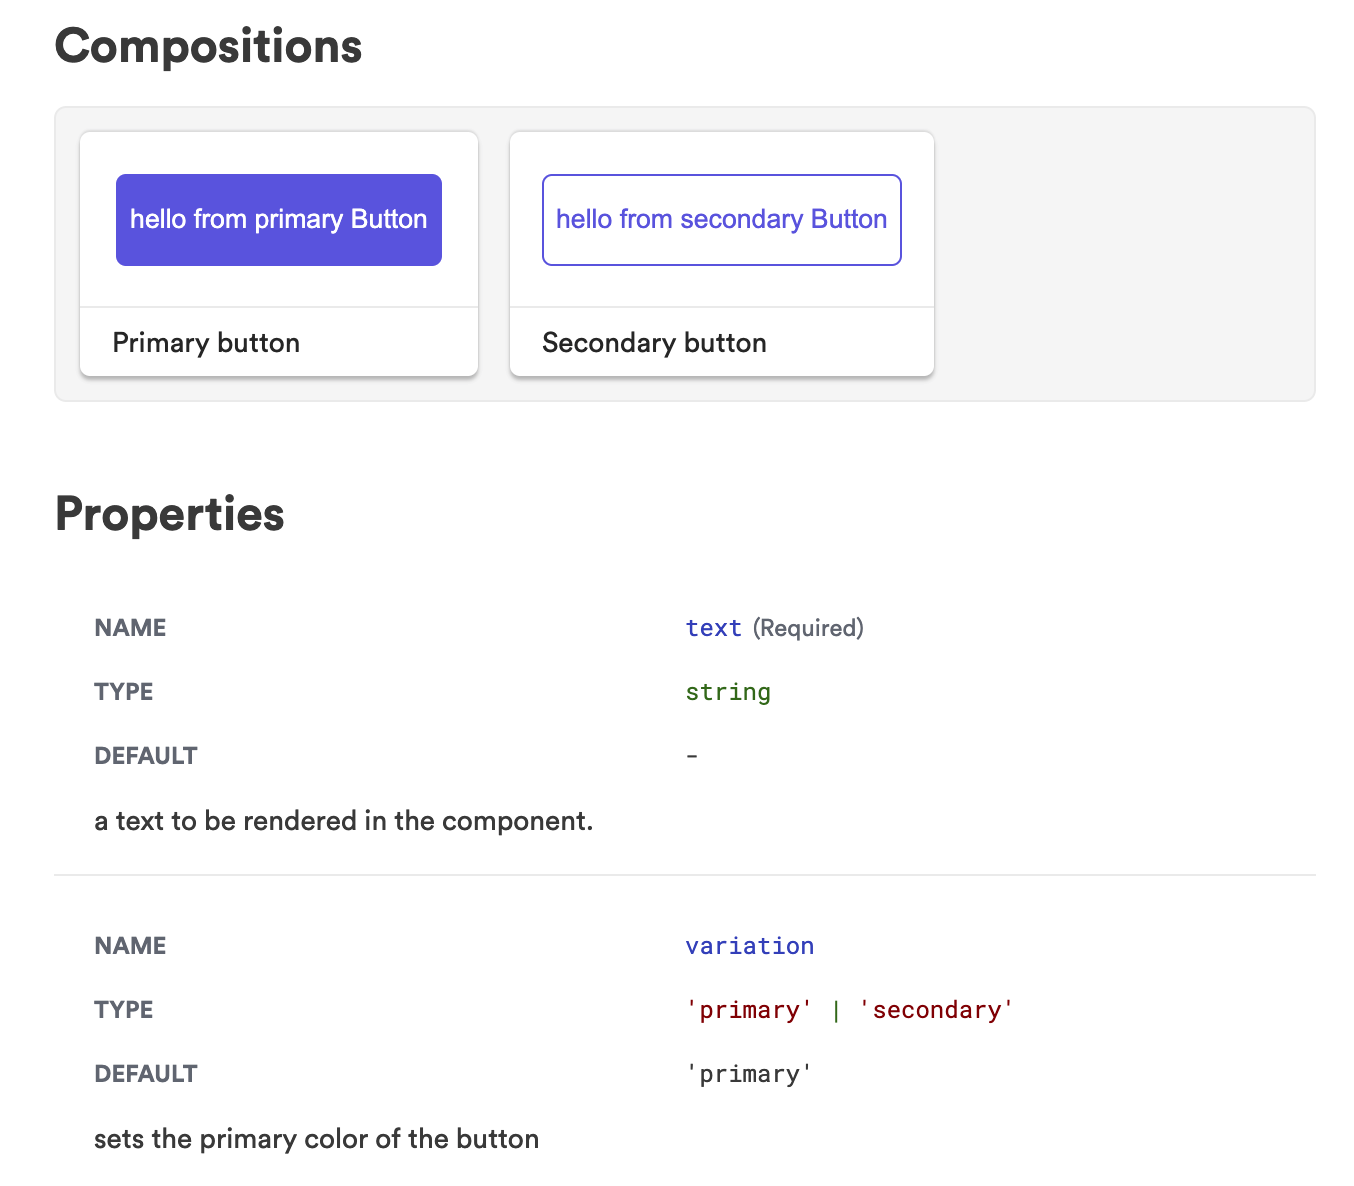 Compositions
hello from primary Button
hello from secondary Button
Primary button
Secondary button
Properties
NAME text (Required)
TYPE string
DEFAULT -
a text to be rendered in the component.
NAME variation
TYPE 'primary' | 'secondary'
DEFAULT 'primary'
sets the primary color of the button